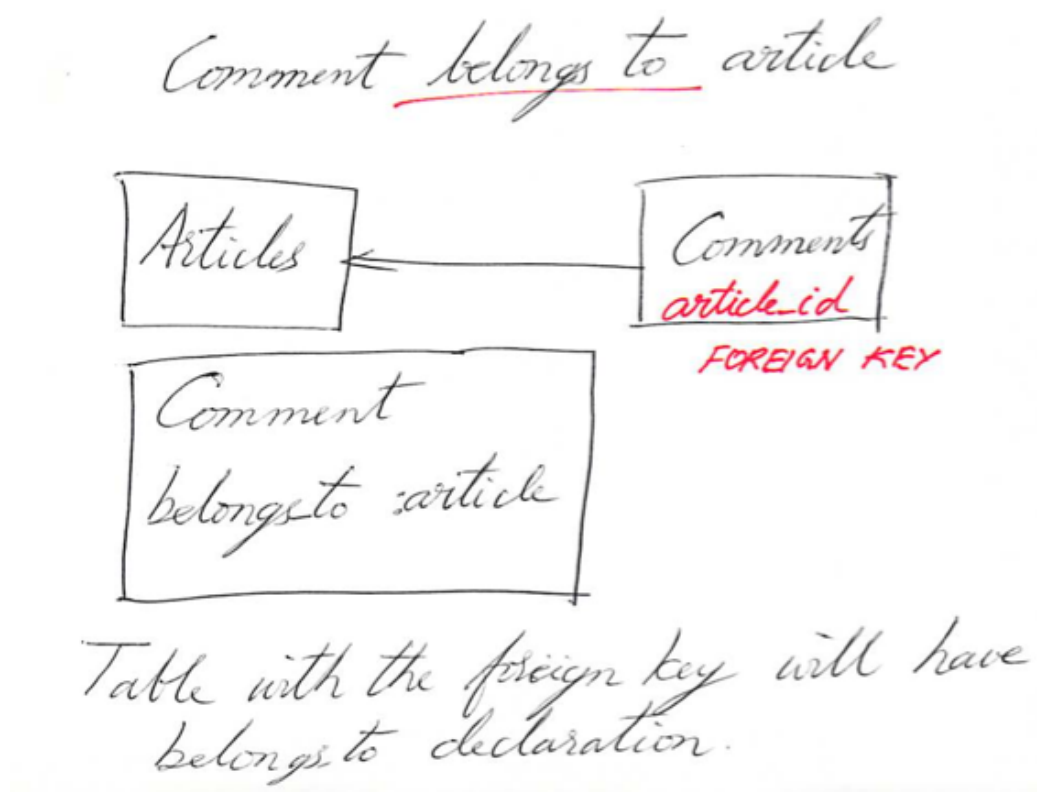 Comment belongs to article
Articles
Comments
article_id
FOREIGN KEY
Comment
belongs_to :article
Table with the foreign key will have
belongs_to declaration.